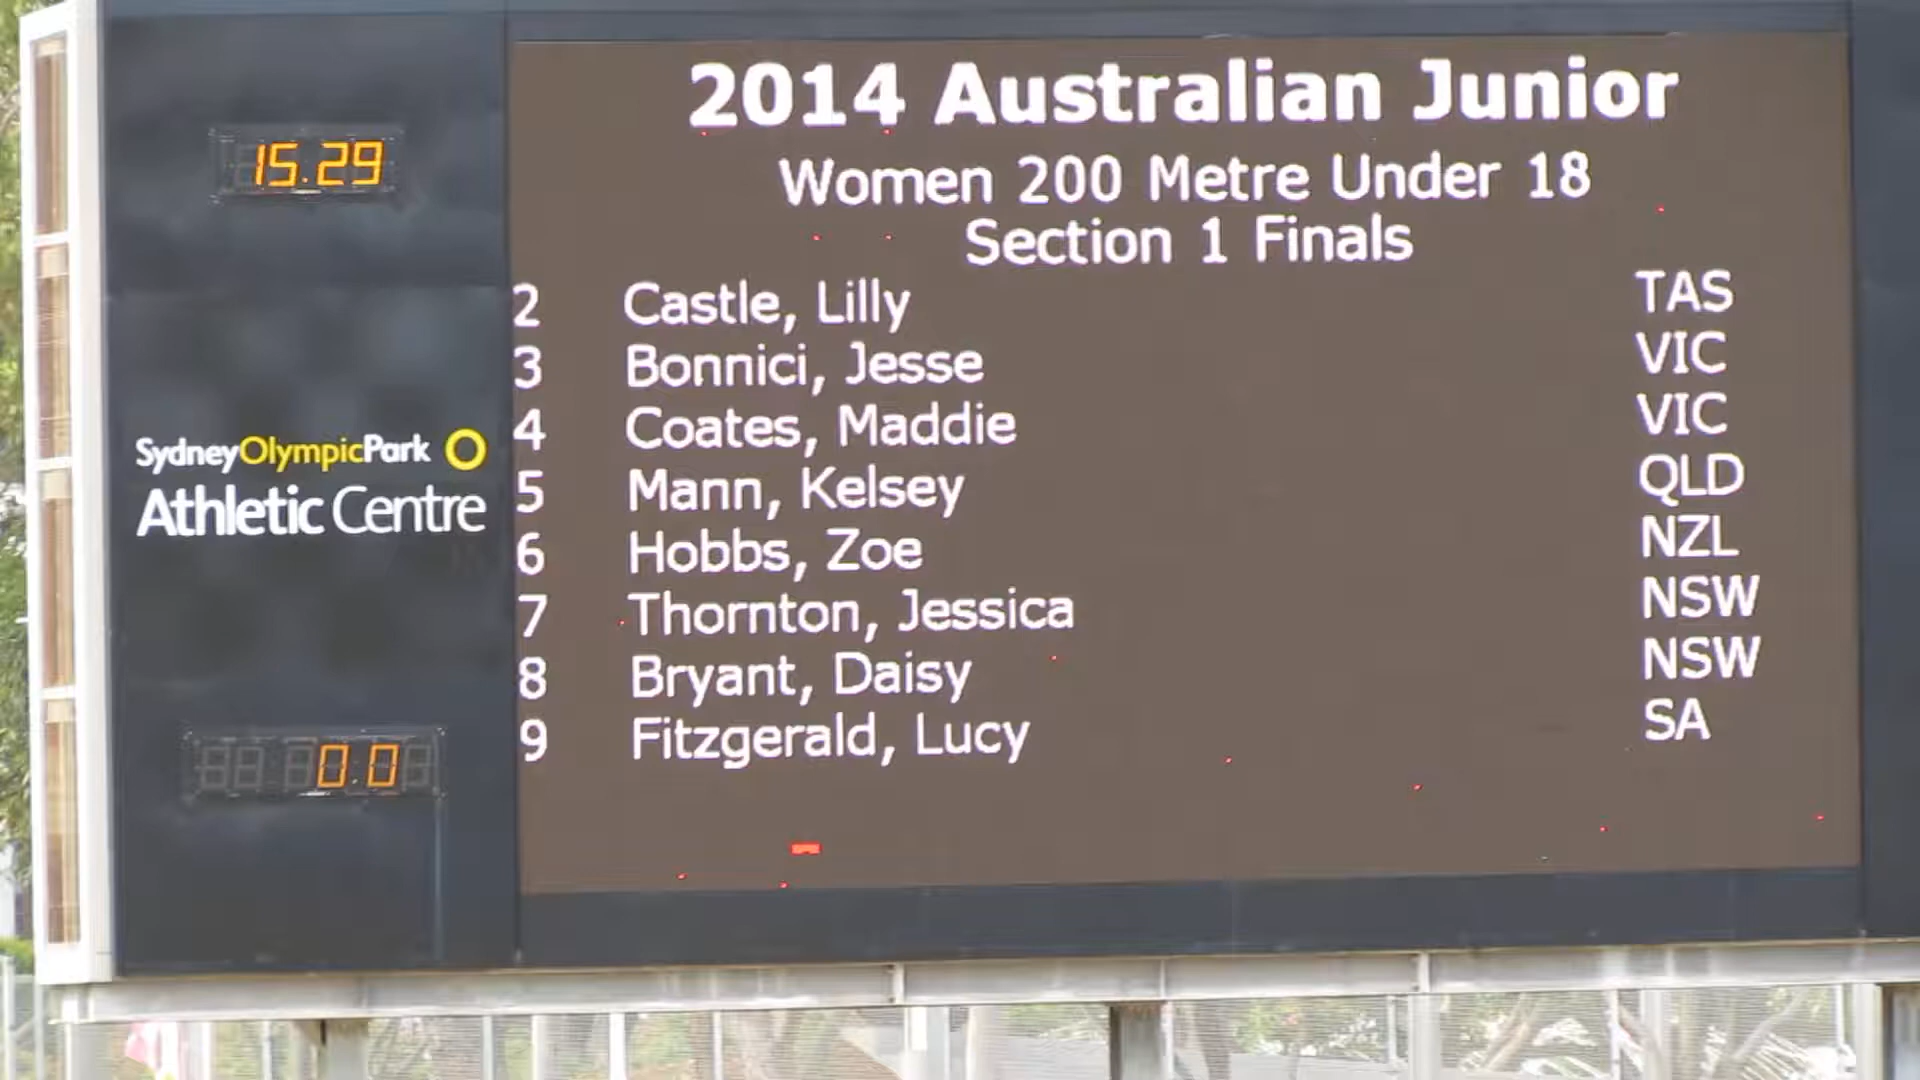 2014 Australian Junior
Women 200 Metre Under 18
Section 1 Finals
2 Castle, Lilly TAS
3 Bonnici, Jesse VIC
4 Coates, Maddie VIC
5 Mann, Kelsey QLD
6 Hobbs, Zoe NZL
7 Thornton, Jessica NSW
8 Bryant, Daisy NSW
9 Fitzgerald, Lucy SA
15.29
SydneyOlympicPark
Athletic Centre
0.0